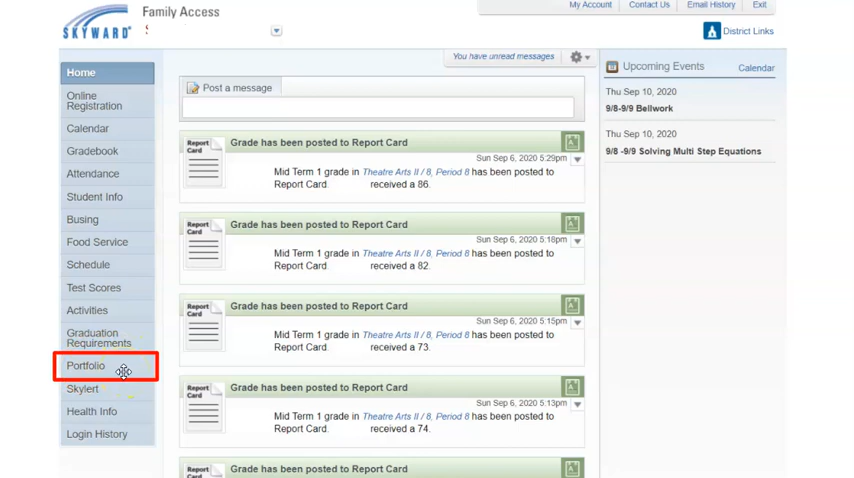 SKYWARD®
Family Access
My Account
Contact Us
Email History
Exit
District Links
Home
Online
Registration
Calendar
Gradebook
Attendance
Student Info
Busing
Food Service
Schedule
Test Scores
Activities
Graduation
Requirements
Portfolio
Skylert
Health Info
Login History
You have unread messages
Post a message
Report
Card
Grade has been posted to Report Card
Sun Sep 6, 2020 5:29pm
Mid Term 1 grade in Theatre Arts II / 8, Period 8 has been posted to
Report Card. received a 86.
Report
Card
Grade has been posted to Report Card
Sun Sep 6, 2020 5:18pm
Mid Term 1 grade in Theatre Arts II / 8, Period 8 has been posted to
Report Card. received a 82.
Report
Card
Grade has been posted to Report Card
Sun Sep 6, 2020 5:15pm
Mid Term 1 grade in Theatre Arts II / 8, Period 8 has been posted to
Report Card. received a 73.
Report
Card
Grade has been posted to Report Card
Sun Sep 6, 2020 5:13pm
Mid Term 1 grade in Theatre Arts II / 8, Period 8 has been posted to
Report Card. received a 74.
Report
Grade has been posted to Report Card
Upcoming Events
Calendar
Thu Sep 10, 2020
9/8-9/9 Bellwork
Thu Sep 10, 2020
9/8 -9/9 Solving Multi Step Equations